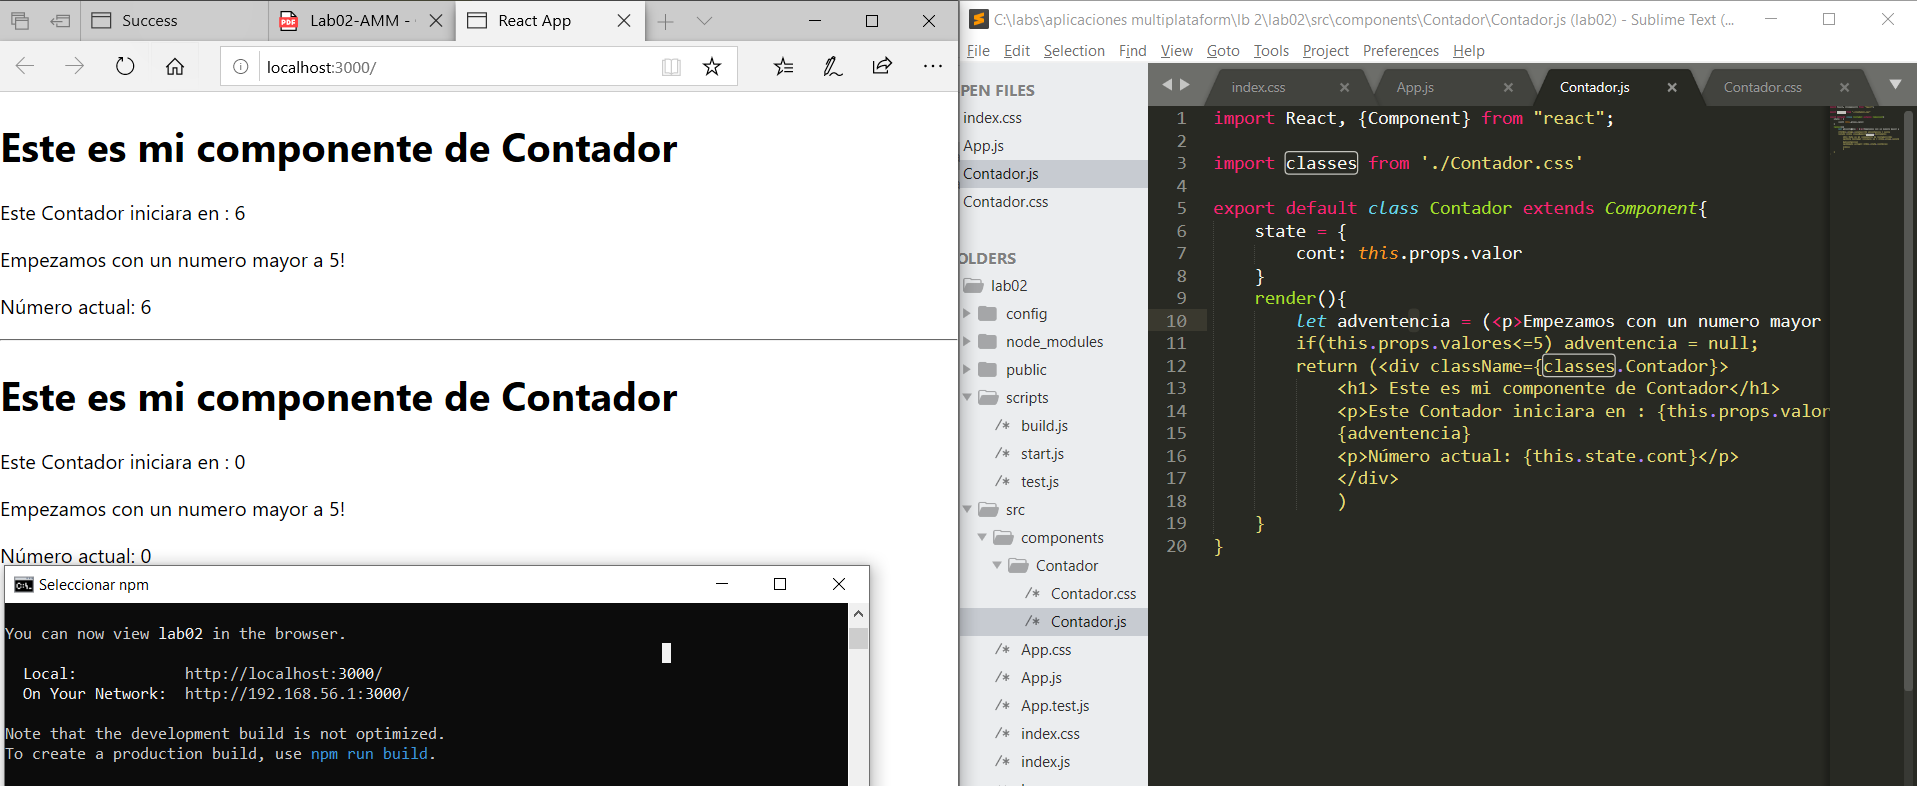 Success
Lab02-AMM - 
React App
localhost:3000/
Este es mi componente de Contador
Este Contador iniciara en : 6
Empezamos con un numero mayor a 5!
Número actual: 6
Este es mi componente de Contador
Este Contador iniciara en : 0
Empezamos con un numero mayor a 5!
Número actual: 0
Seleccionar npm
You can now view lab02 in the browser.
Local: http://localhost:3000/
On Your Network: http://192.168.56.1:3000/
Note that the development build is not optimized.
To create a production build, use npm run build.
C:\labs\aplicaciones multiplataform\lb 2\lab02\src\components\Contador\Contador.js (lab02) - Sublime Text (...
File Edit Selection Find View Goto Tools Project Preferences Help
PEN FILES
index.css
App.js
Contador.js
Contador.css
OLDERS
lab02
config
node_modules
public
scripts
/* build.js
/* start.js
/* test.js
src
components
Contador
/* Contador.css
/* Contador.js
/* App.css
/* App.js
/* App.test.js
/* index.css
/* index.js
index.css App.js Contador.js Contador.css
1 import React, {Component} from "react";
2
3 import classes from './Contador.css'
4
5 export default class Contador extends Component{
6 state = {
7 cont: this.props.valor
8 }
9 render(){
10 let adventencia = (<p>Empezamos con un numero mayor
11 if(this.props.valores<=5) adventencia = null;
12 return (<div className={classes.Contador}>
13 <h1> Este es mi componente de Contador</h1>
14 <p>Este Contador iniciara en : {this.props.valor
15 {adventencia}
16 <p>Número actual: {this.state.cont}</p>
17 </div>
18 )
19 }
20 }